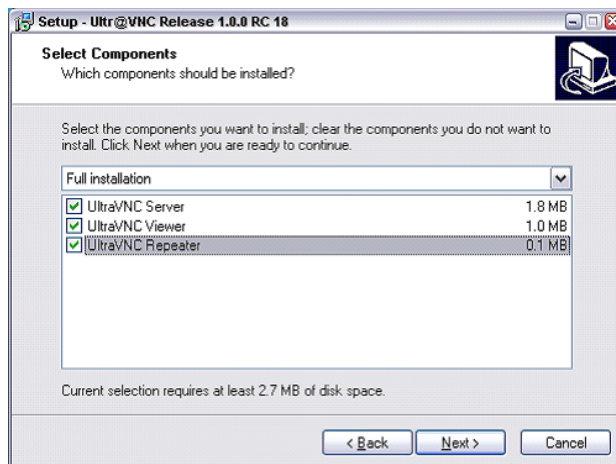 Setup - Ultr@VNC Release 1.0.0 RC 18
Select Components
Which components should be installed?
Select the components you want to install; clear the components you do not want to
install. Click Next when you are ready to continue.
Full installation
UltraVNC Server 1.8 MB
UltraVNC Viewer 1.0 MB
UltraVNC Repeater 0.1 MB
Current selection requires at least 2.7 MB of disk space.
< Back Next > Cancel